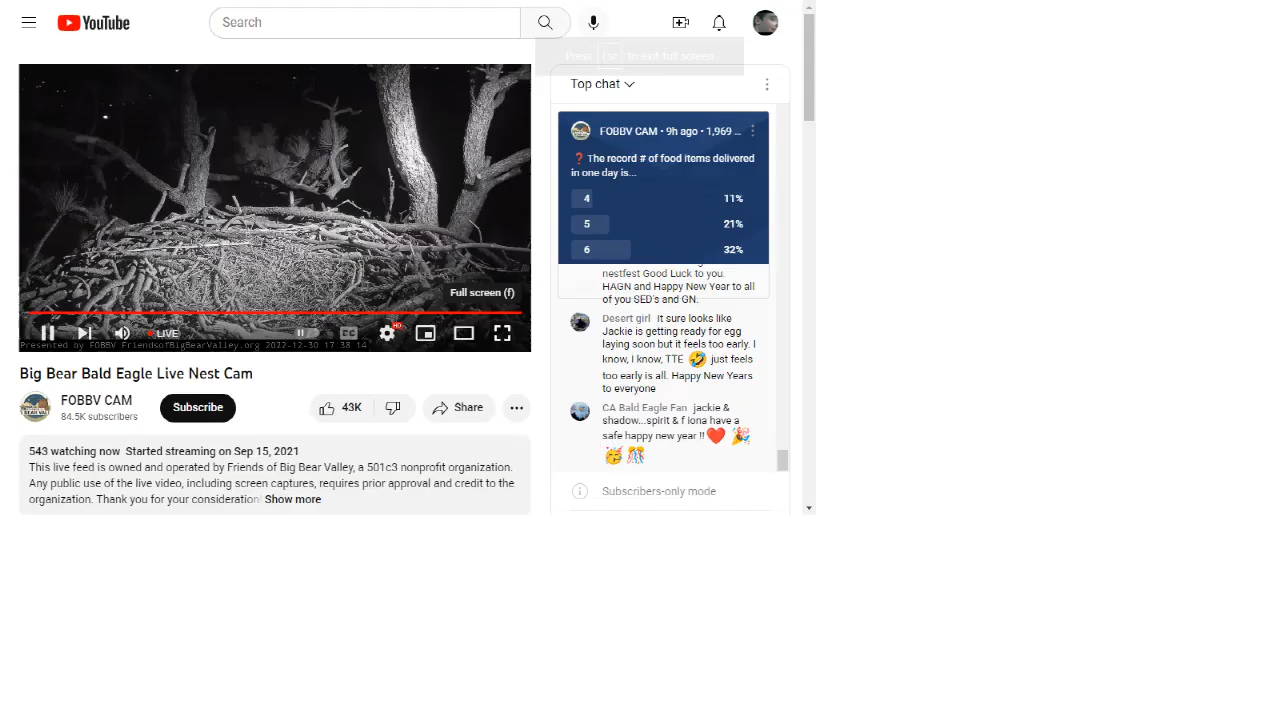 YouTube
Search
Press Esc to exit full screen
Top chat
FOBBV CAM • 9h ago • 1,969 ...
❓ The record # of food items delivered
in one day is...
4 11%
5 21%
6 32%
nestfest Good Luck to you.
HAGN and Happy New Year to all
of you SED's and GN.
Desert girl It sure looks like
Jackie is getting ready for egg
laying soon but it feels too early. I
know, I know, TTE 🤣 just feels
too early is all. Happy New Years
to everyone
CA Bald Eagle Fan jackie &
shadow...spirit & f iona have a
safe happy new year !! ❤️ 🎉
🥳 🎊
Subscribers-only mode
Full screen (f)
LIVE
CC
HD
Presented by FOBBV FriendsofBigBearValley.org 2022-12-30 17 38 14
Big Bear Bald Eagle Live Nest Cam
FOBBV CAM
84.5K subscribers
Subscribe
43K
Share
543 watching now Started streaming on Sep 15, 2021
This live feed is owned and operated by Friends of Big Bear Valley, a 501c3 nonprofit organization.
Any public use of the live video, including screen captures, requires prior approval and credit to the
organization. Thank you for your consideration! Show more